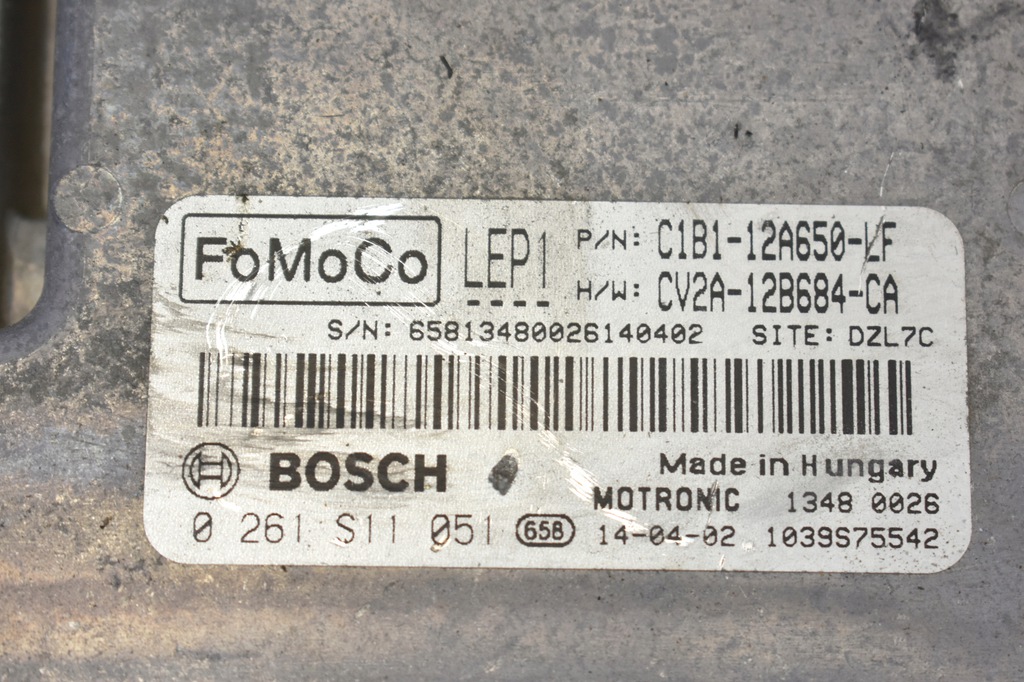 FoMoCo
LEP1
P/N: C1B1-12A650-LF
H/W: CV2A-12B684-CA
S/N: 65813480026140402 SITE: DZL7C
BOSCH
Made in Hungary
MOTRONIC 1348 0026
0 261 S11 051 658 14-04-02 1039S75542